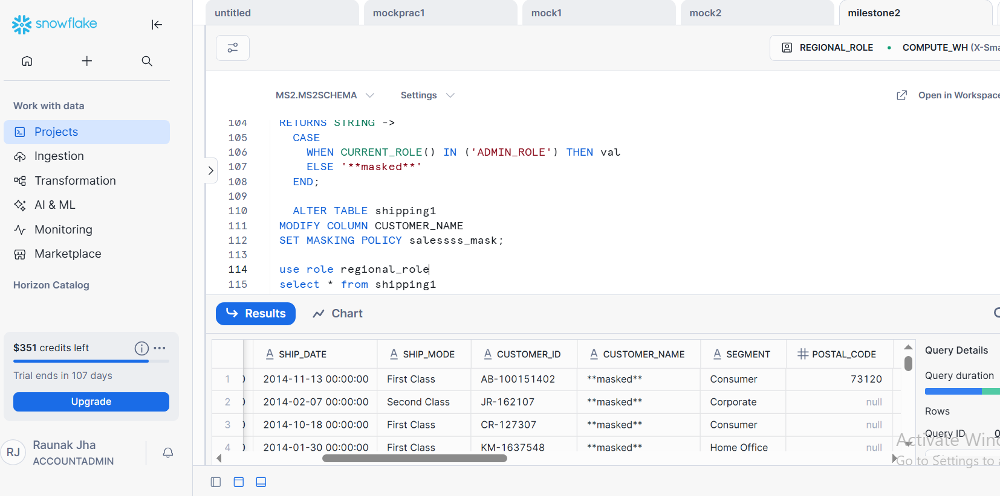 snowflake
untitled
mockprac1
mock1
mock2
milestone2
REGIONAL_ROLE
COMPUTE_WH (X-Sma
Work with data
Projects
Ingestion
Transformation
AI & ML
Monitoring
Marketplace
Horizon Catalog
$351 credits left
Trial ends in 107 days
Upgrade
RJ
Raunak Jha
ACCOUNTADMIN
MS2.MS2SCHEMA
Settings
Open in Workspace
104 RETURNS STRING ->
105 CASE
106 WHEN CURRENT_ROLE() IN ('ADMIN_ROLE') THEN val
107 ELSE '**masked**'
108 END;
109
110 ALTER TABLE shipping1
111 MODIFY COLUMN CUSTOMER_NAME
112 SET MASKING POLICY salessss_mask;
113
114 use role regional_role
115 select * from shipping1
Results
Chart
A SHIP_DATE A SHIP_MODE A CUSTOMER_ID A CUSTOMER_NAME A SEGMENT # POSTAL_CODE
1 2014-11-13 00:00:00 First Class AB-100151402 **masked** Consumer 73120
2 2014-02-07 00:00:00 Second Class JR-162107 **masked** Corporate null
3 2014-10-18 00:00:00 First Class CR-127307 **masked** Consumer null
4 2014-01-30 00:00:00 First Class KM-1637548 **masked** Home Office null
Query Details
Query duration
Rows
Query ID 0
Activate Wind
Go to Settings to a